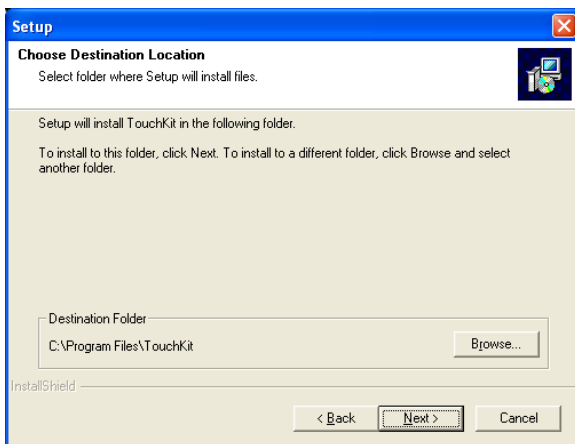 Setup
Choose Destination Location
Select folder where Setup will install files.
Setup will install TouchKit in the following folder.
To install to this folder, click Next. To install to a different folder, click Browse and select
another folder.
Destination Folder
C:\Program Files\TouchKit
Browse...
InstallShield
< Back
Next >
Cancel